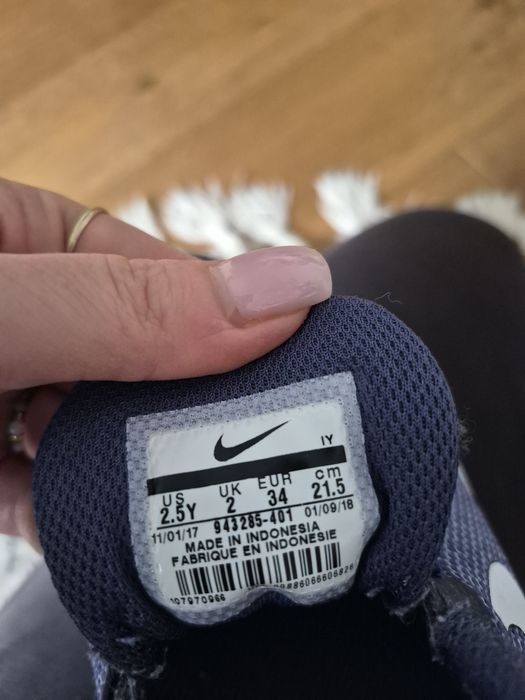 IY
US UK EUR cm
2.5Y 2 34 21.5
11/01/17 943285-401 01/09/18
MADE IN INDONESIA
FABRIQUE EN INDONESIE